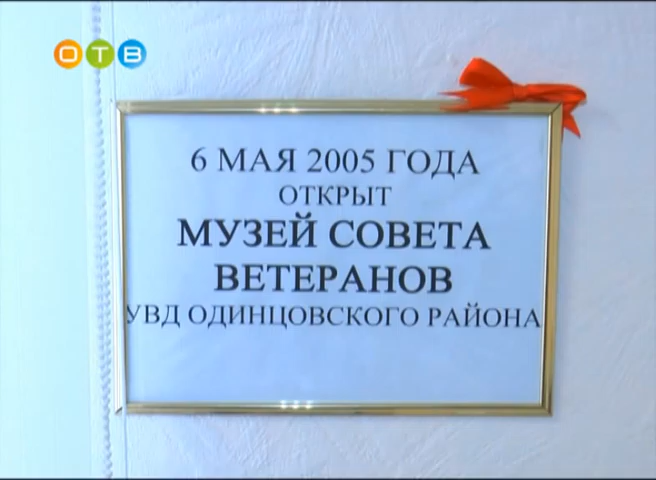 ОТВ
6 МАЯ 2005 ГОДА
ОТКРЫТ
МУЗЕЙ СОВЕТА
ВЕТЕРАНОВ
УВД ОДИНЦОВСКОГО РАЙОНА